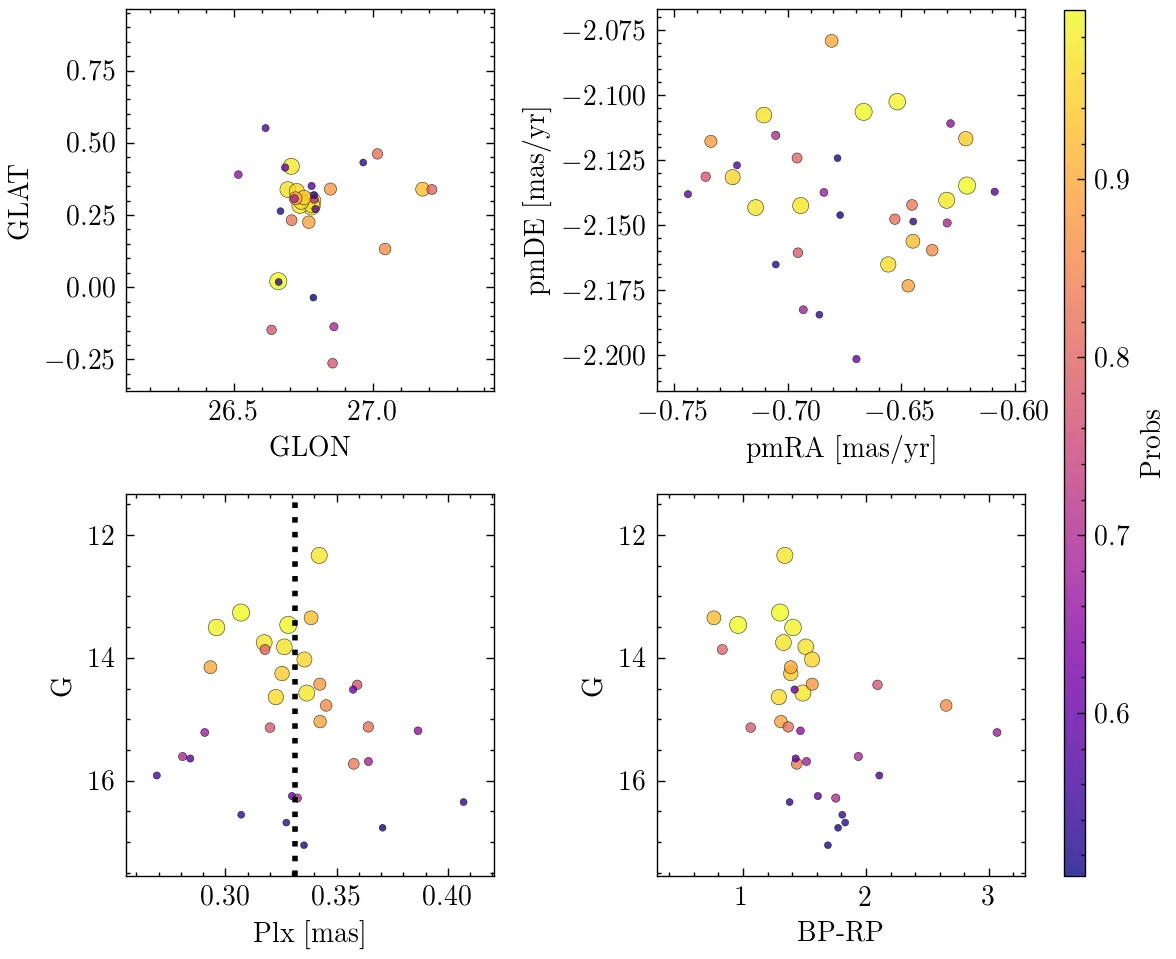 0.75
0.50
0.25
0.00
−0.25
GLAT
26.5 27.0
GLON
−2.075
−2.100
−2.125
−2.150
−2.175
−2.200
pmDE [mas/yr]
−0.75 −0.70 −0.65 −0.60
pmRA [mas/yr]
0.9
0.8
0.7
0.6
Probs
12
14
16
G
0.30 0.35 0.40
Plx [mas]
12
14
16
G
1 2 3
BP-RP